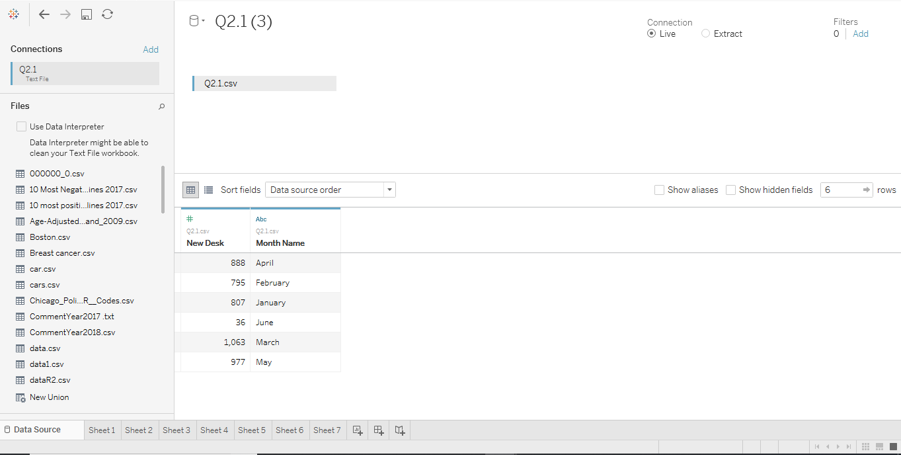 Connections
Add
Q2.1
Text File
Files
Use Data Interpreter
Data Interpreter might be able to
clean your Text File workbook.
000000_0.csv
10 Most Negat...ines 2017.csv
10 most positi...lines 2017.csv
Age-Adjusted...and_2009.csv
Boston.csv
Breast cancer.csv
car.csv
cars.csv
Chicago_Poli...R__Codes.csv
CommentYear2017 .txt
CommentYear2018.csv
data.csv
data1.csv
dataR2.csv
New Union
Q2.1 (3)
Connection
Live
Extract
Filters
0
Add
Q2.1.csv
Sort fields
Data source order
Show aliases
Show hidden fields
6
rows
#
Abc
Q2.1.csv
Q2.1.csv
New Desk
Month Name
888 April
795 February
807 January
36 June
1,063 March
977 May
Data Source
Sheet 1
Sheet 2
Sheet 3
Sheet 4
Sheet 5
Sheet 6
Sheet 7